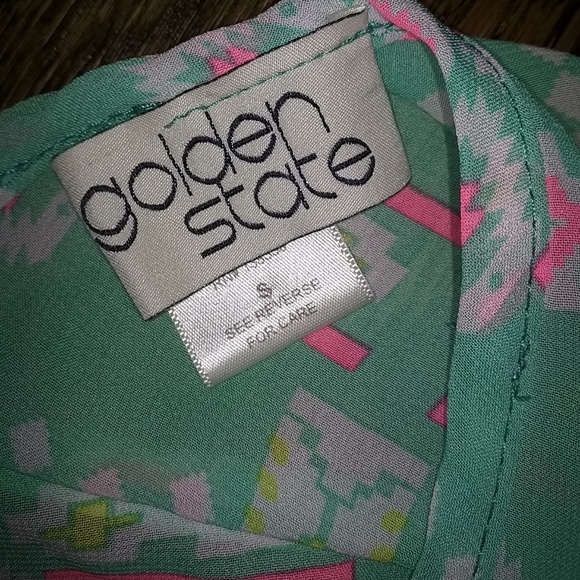 golden
state
S
SEE REVERSE
FOR CARE